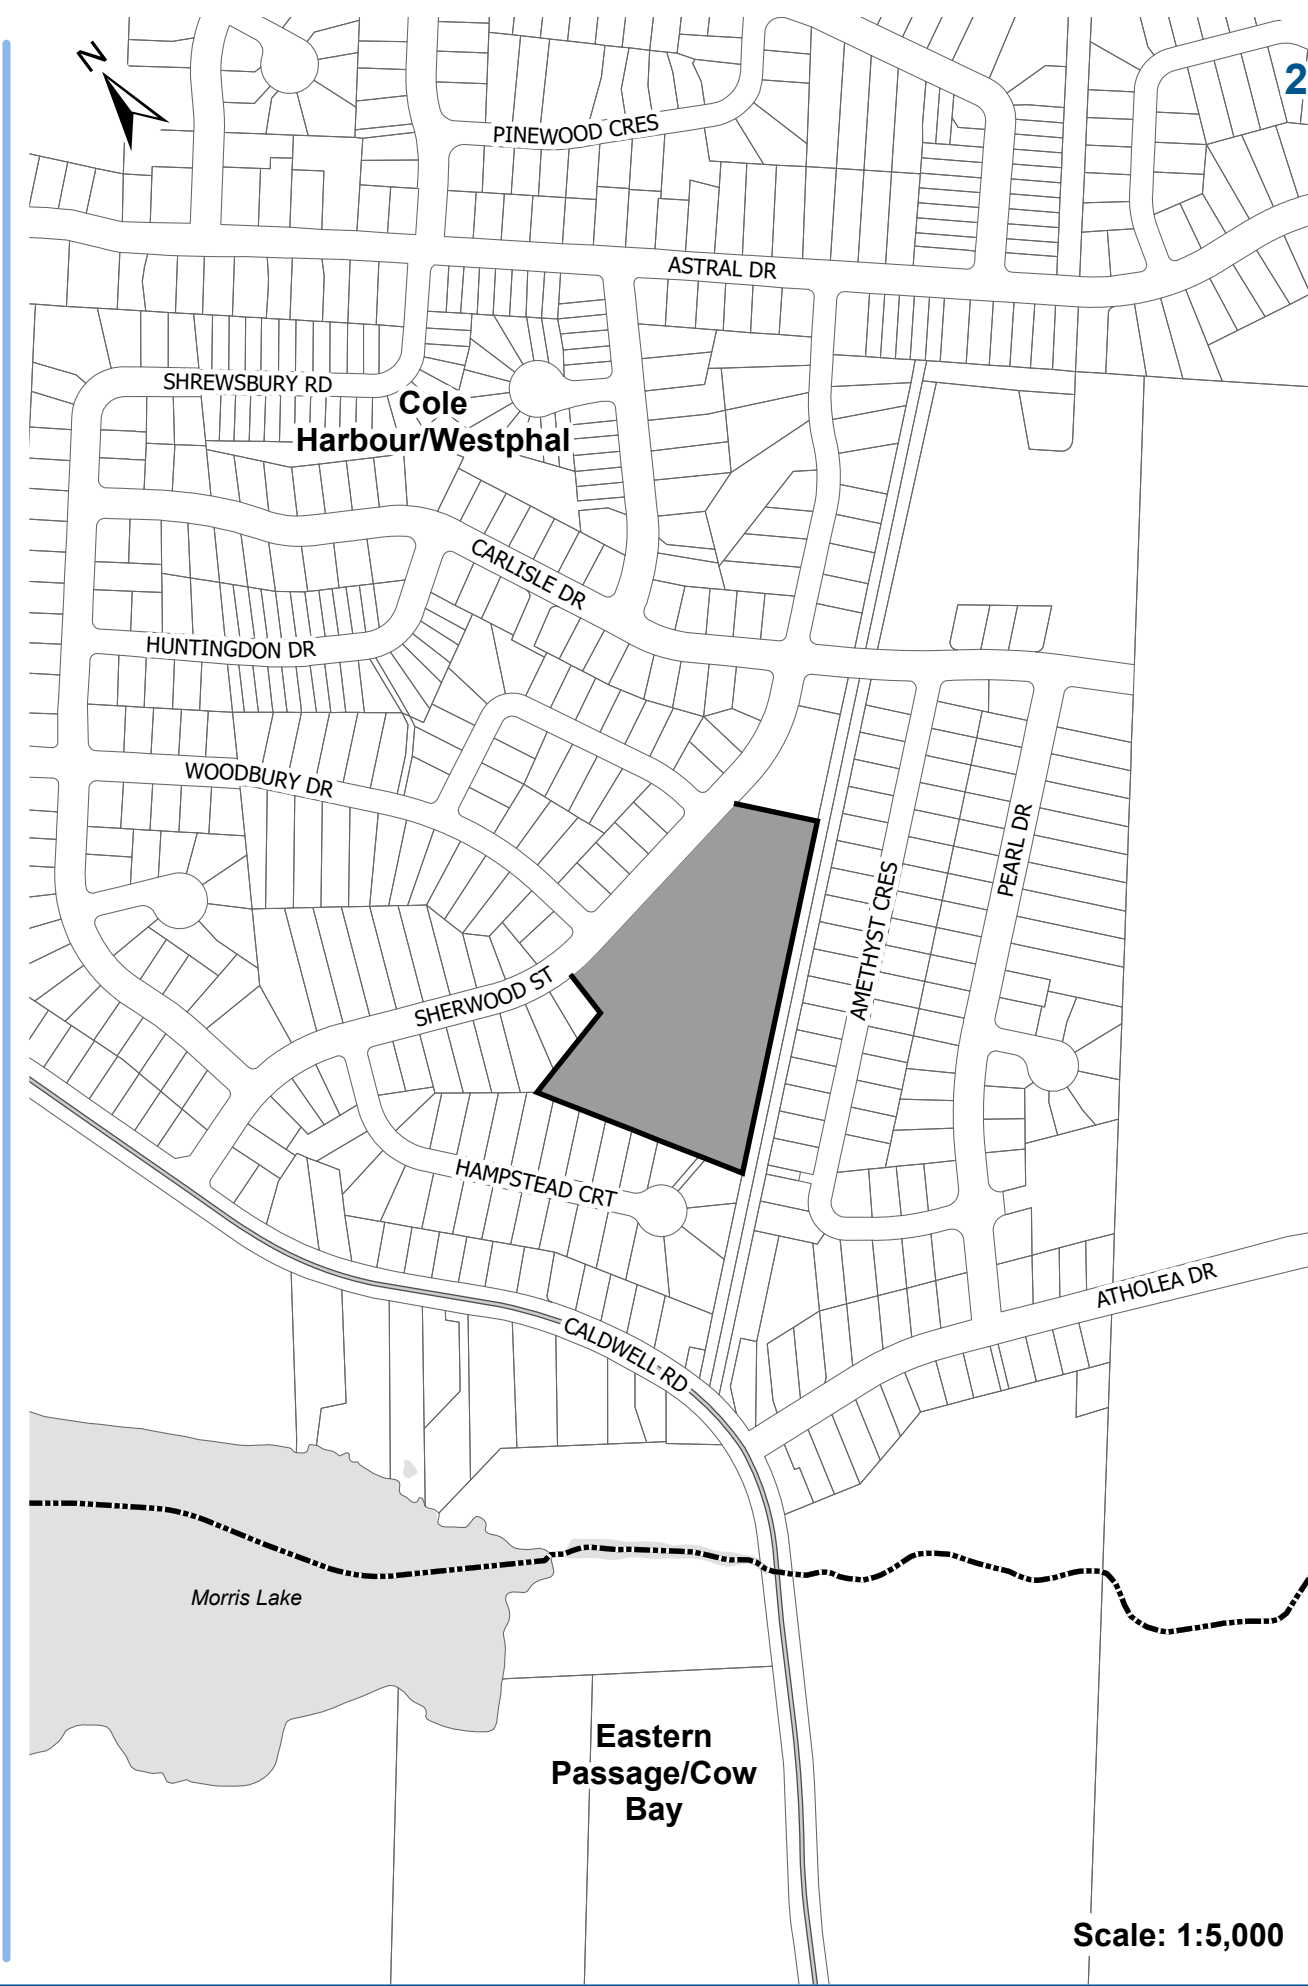 N
2
PINEWOOD CRES
ASTRAL DR
SHREWSBURY RD
Cole
Harbour/Westphal
CARLISLE DR
HUNTINGDON DR
WOODBURY DR
PEARL DR
AMETHYST CRES
SHERWOOD ST
HAMPSTEAD CRT
ATHOLEA DR
CALDWELL RD
Morris Lake
Eastern
Passage/Cow
Bay
Scale: 1:5,000